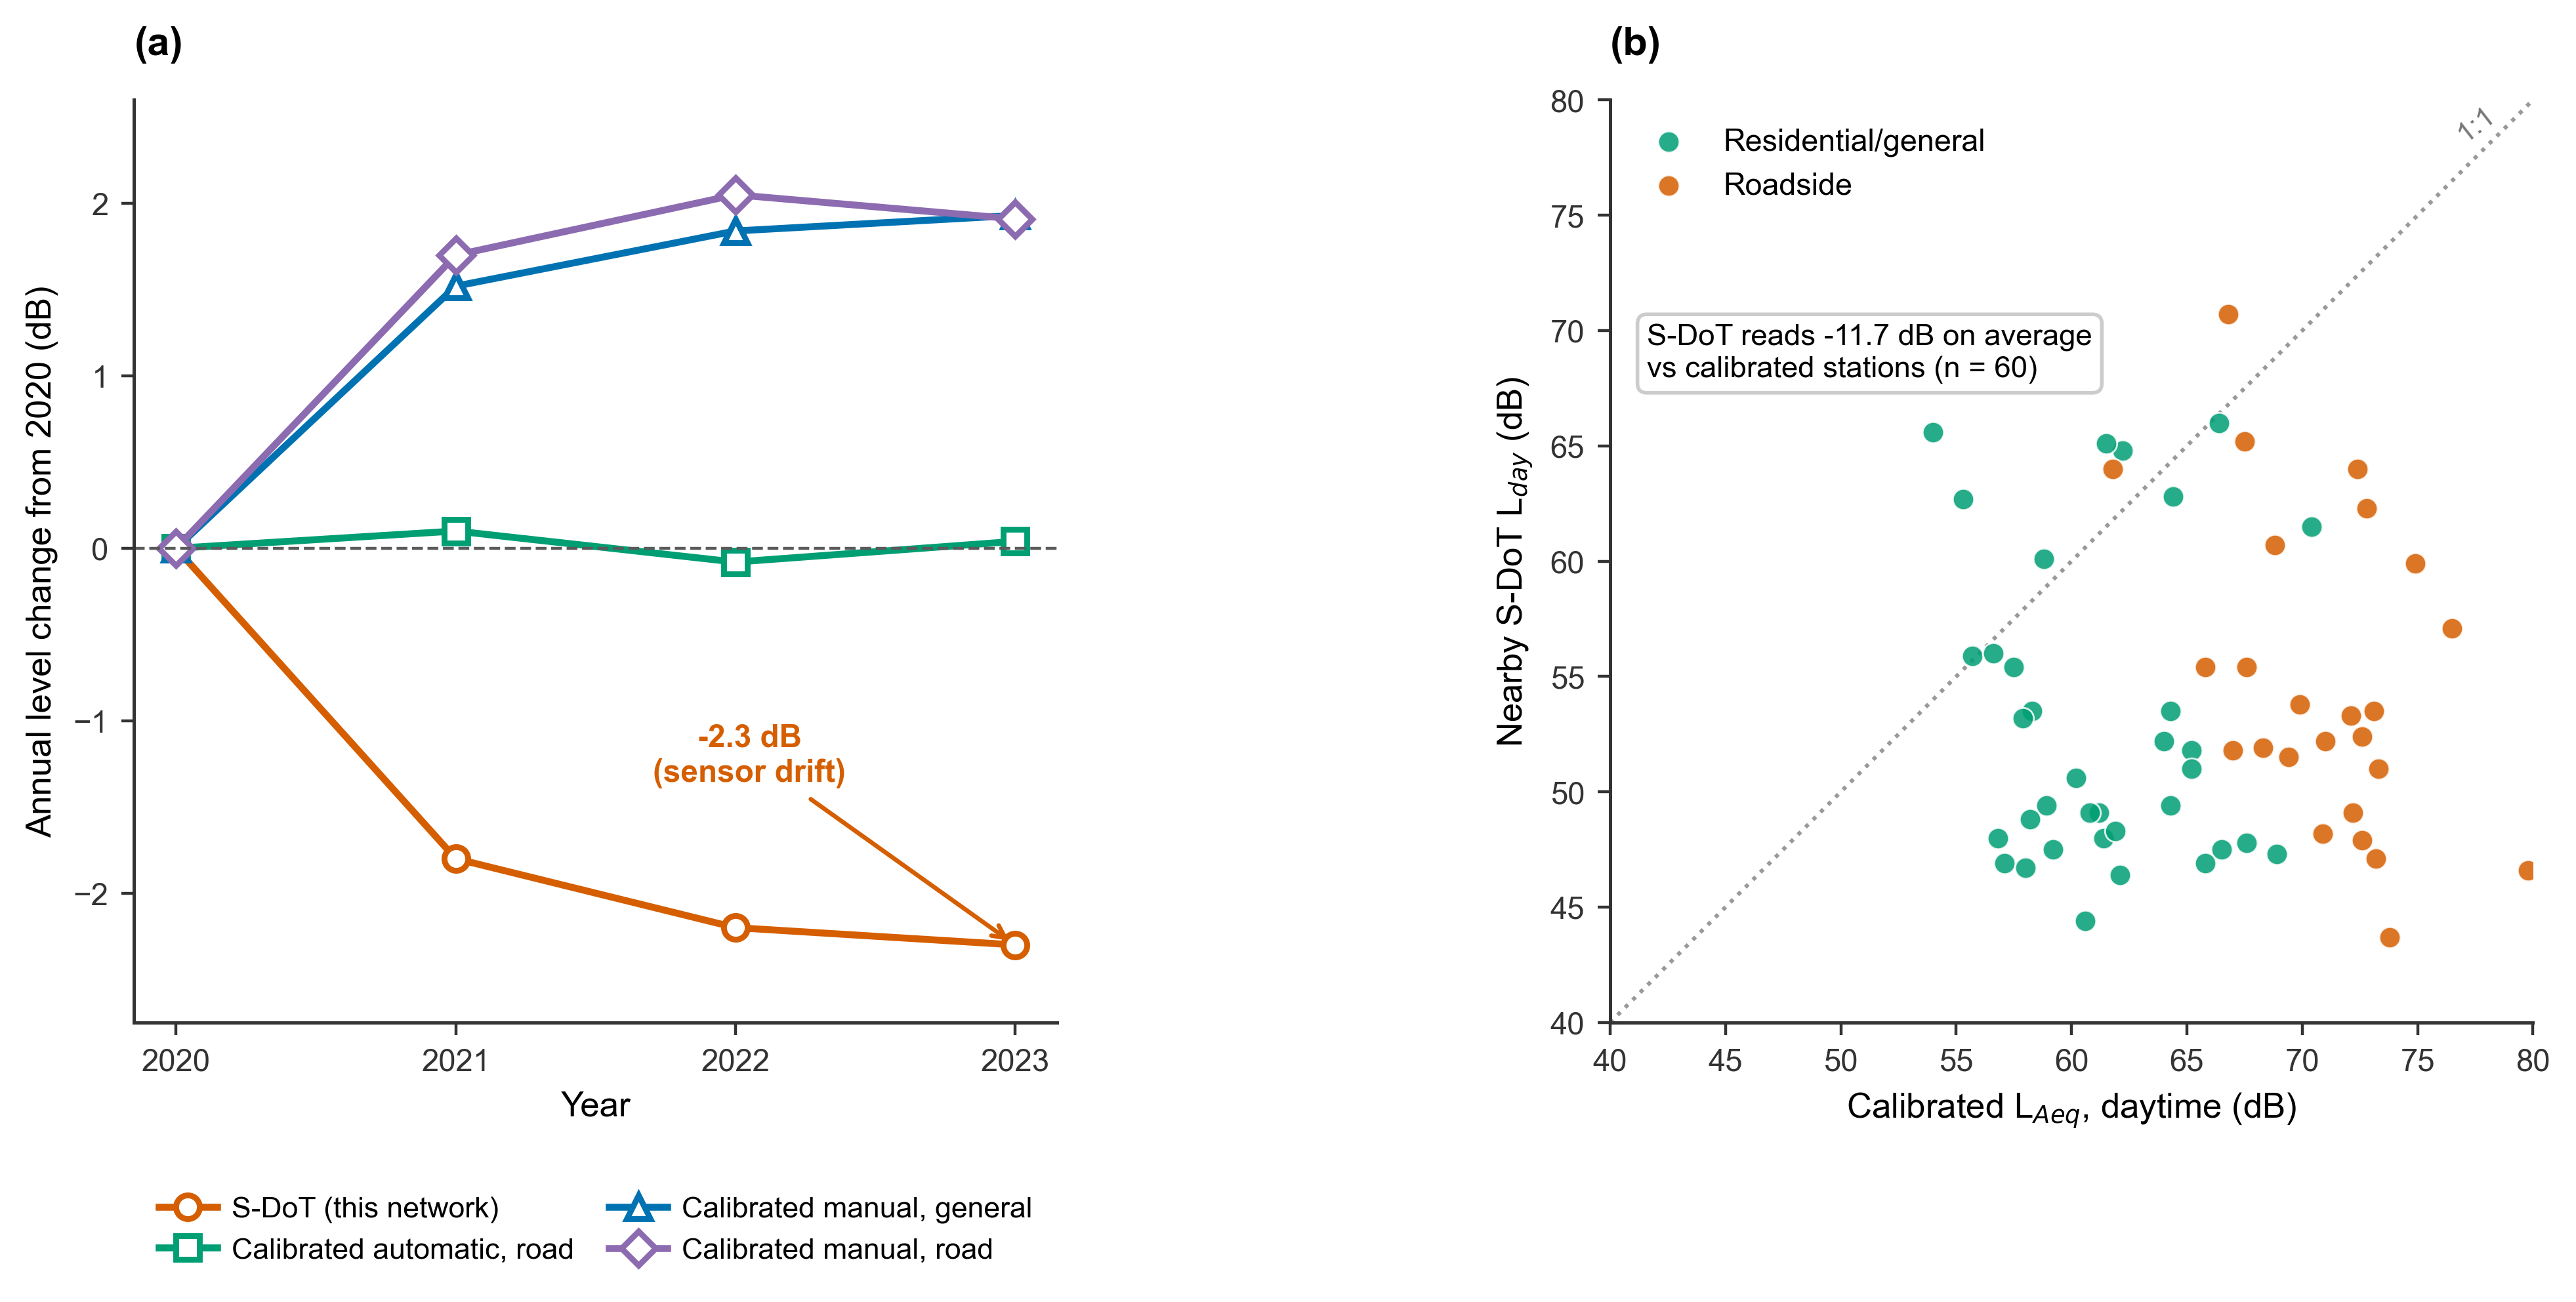 (a)
Annual level change from 2020 (dB)
2
1
0
−1
−2
-2.3 dB
(sensor drift)
2020 2021 2022 2023
Year
S-DoT (this network)
Calibrated automatic, road
Calibrated manual, general
Calibrated manual, road
(b)
Nearby S-DoT L_day (dB)
80
75
70
65
60
55
50
45
40
Residential/general
Roadside
1:1
S-DoT reads -11.7 dB on average
vs calibrated stations (n = 60)
40 45 50 55 60 65 70 75 80
Calibrated L_Aeq, daytime (dB)